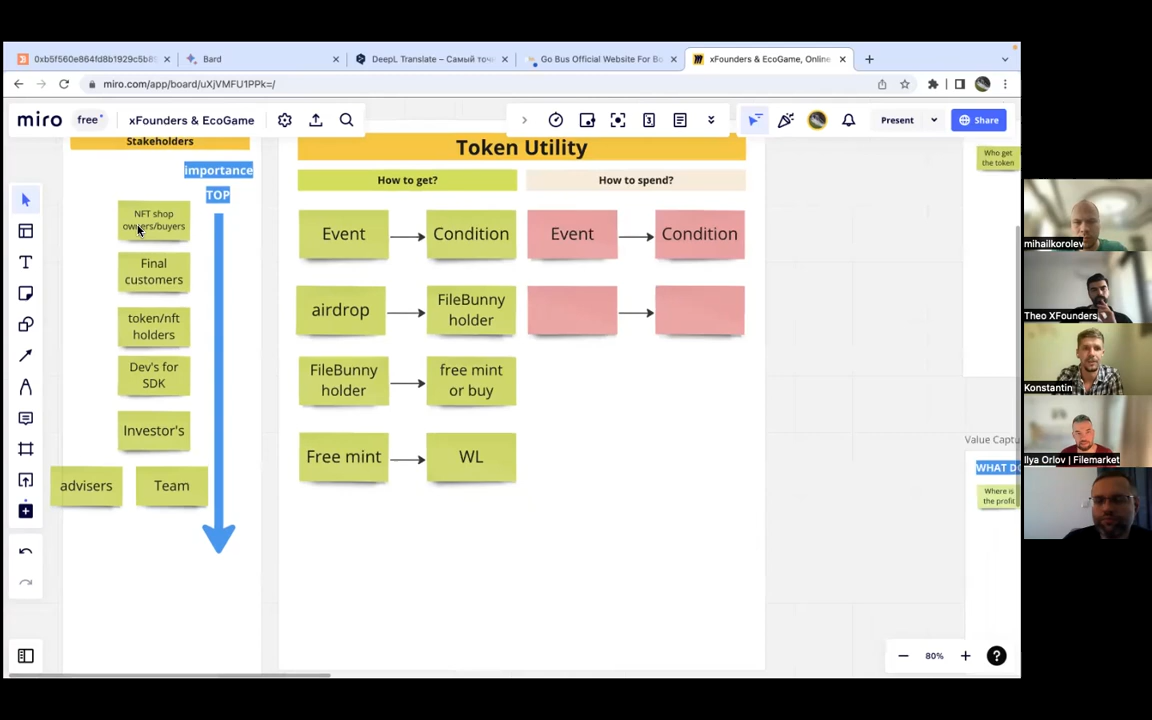 0xb5f560e864fd8b1929c5b8
Bard
DeepL Translate – Самый точ
Go Bus Official Website For Bo
xFounders & EcoGame, Online
miro.com/app/board/uXjVMFU1PPk=/
miro
free
xFounders & EcoGame
Present
Share
Stakeholders
importance
TOP
NFT shop
owners/buyers
Final
customers
token/nft
holders
Dev's for
SDK
Investor's
advisers
Team
Token Utility
How to get?
How to spend?
Event
Condition
Event
Condition
airdrop
FileBunny
holder
FileBunny
holder
free mint
or buy
Free mint
WL
Who get
the token
Value Captu
WHAT DO
Where is
the profit
80%
mihailkorolev
Theo XFounders
Konstantin
Ilya Orlov | Filemarket